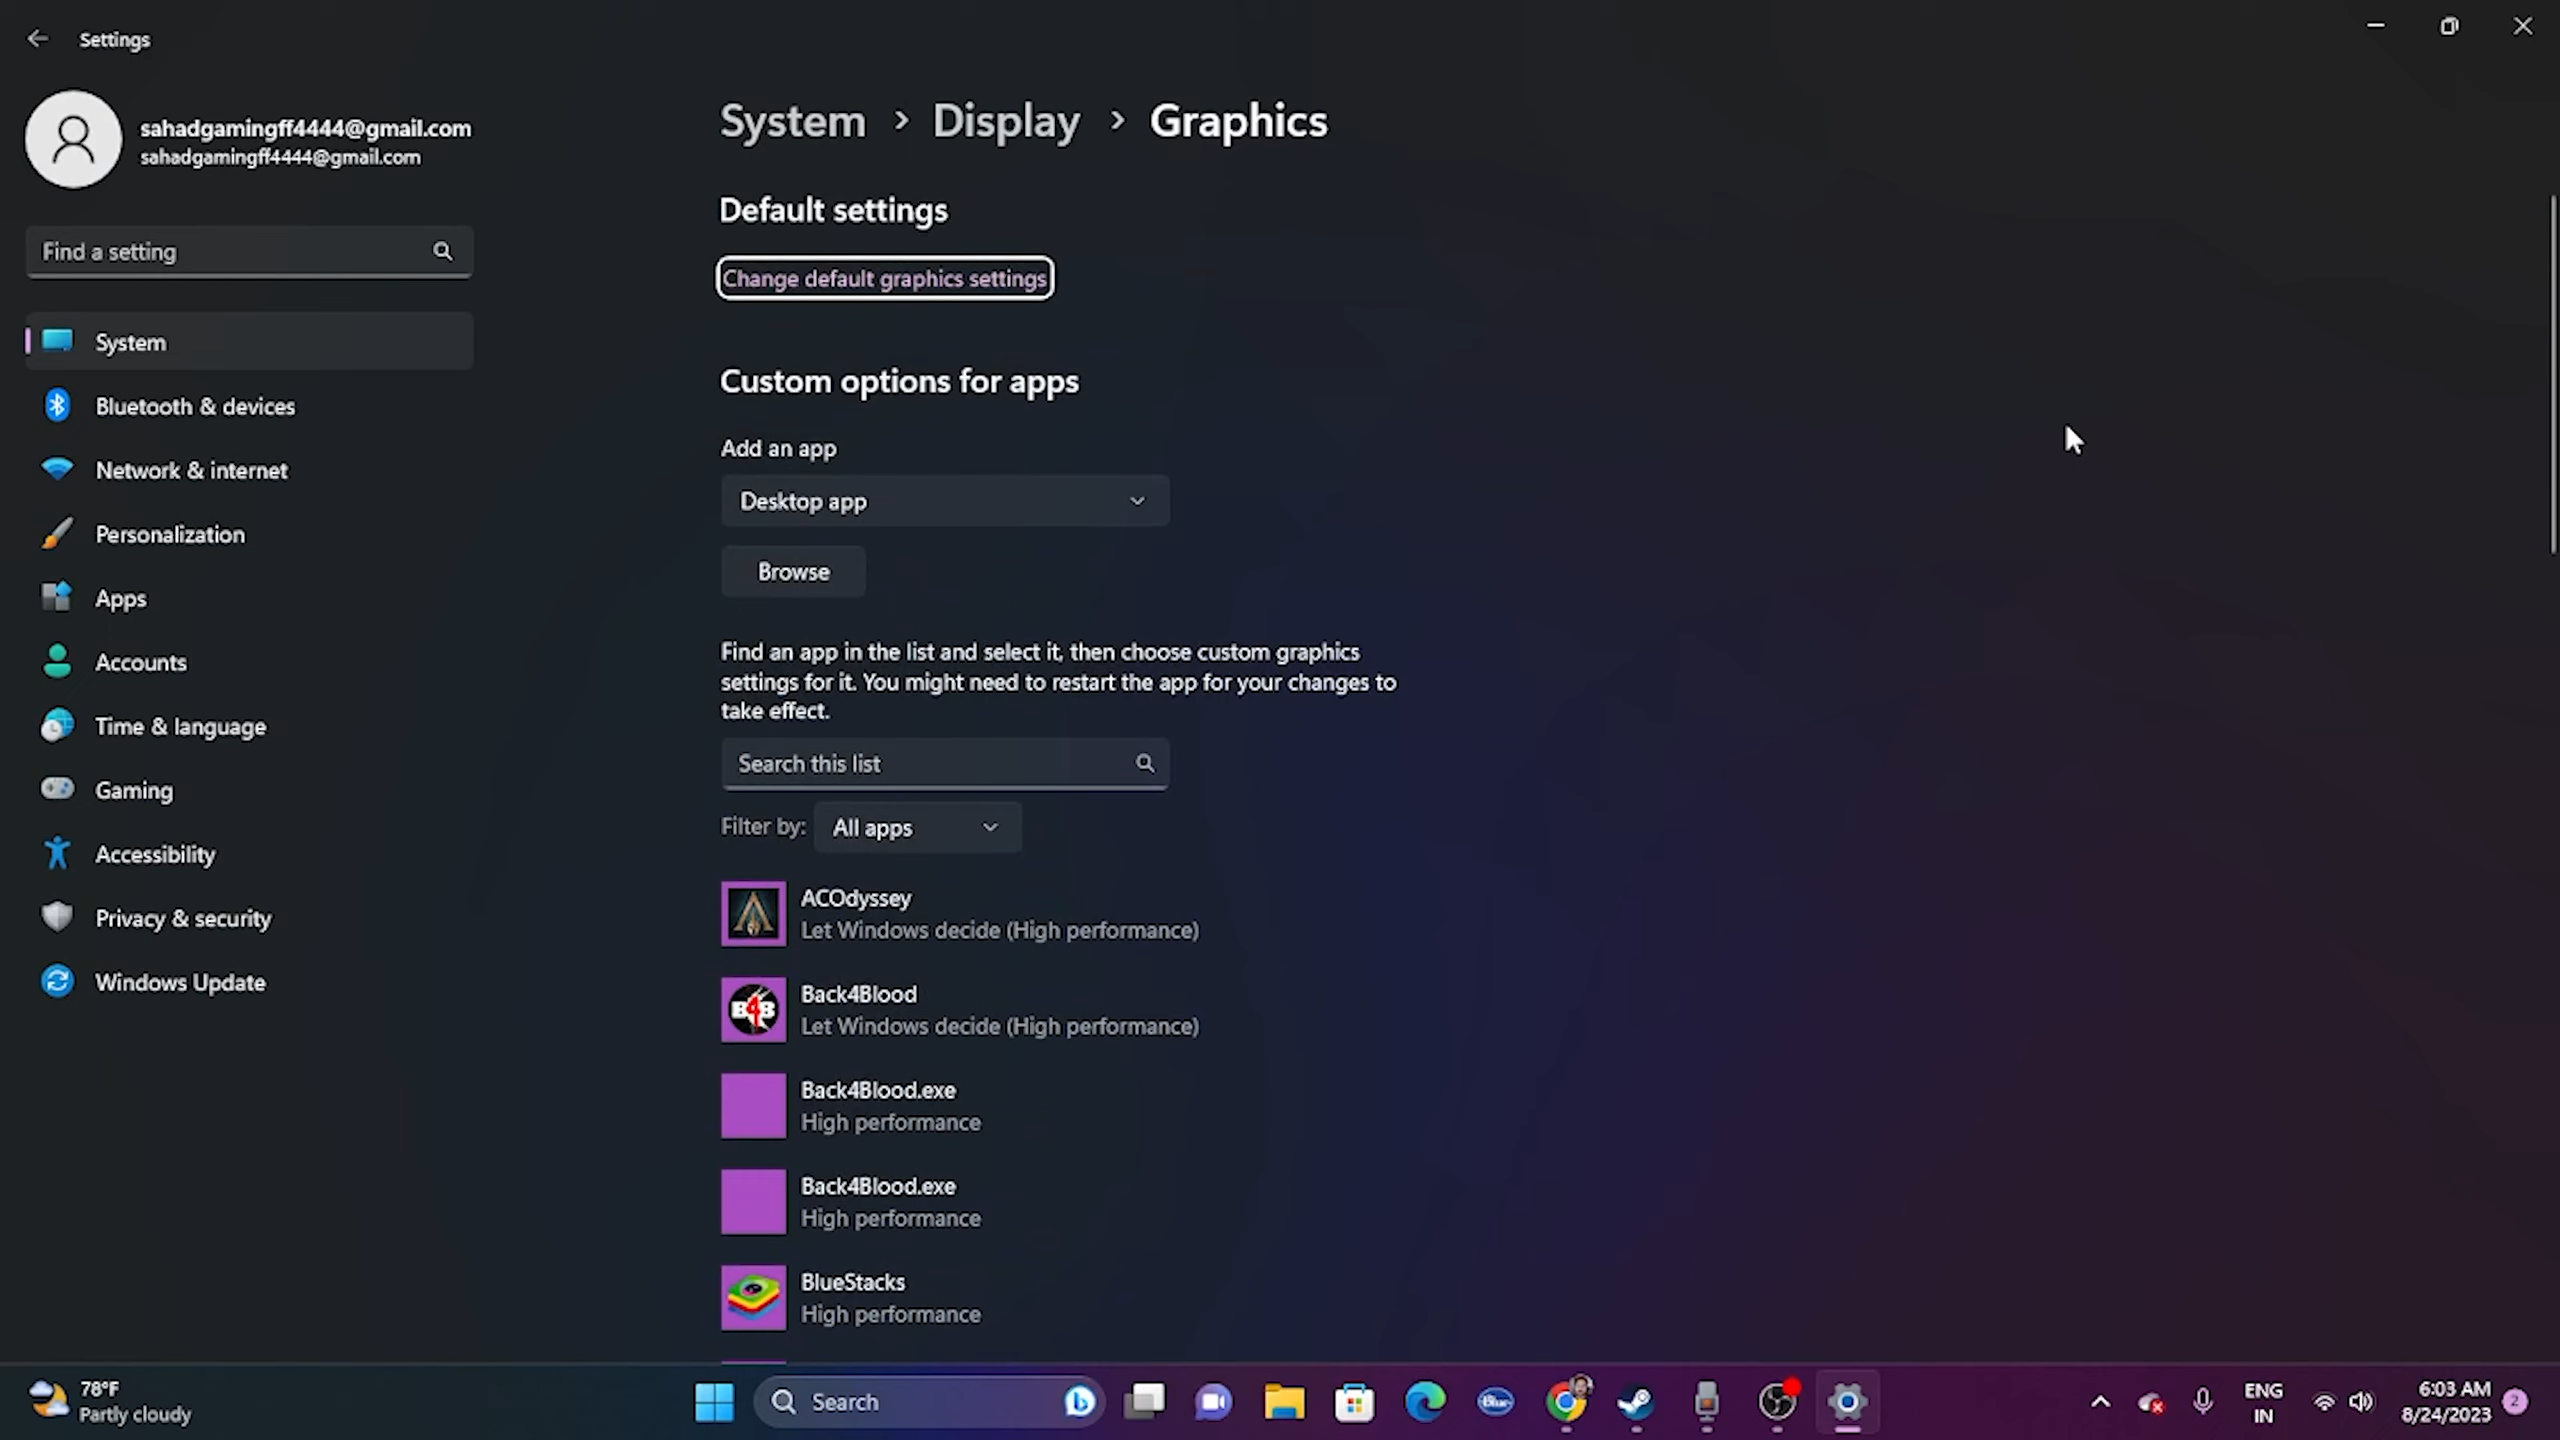 Settings
sahadgamingff4444@gmail.com
sahadgamingff4444@gmail.com
Find a setting
System
Bluetooth & devices
Network & internet
Personalization
Apps
Accounts
Time & language
Gaming
Accessibility
Privacy & security
Windows Update
System > Display > Graphics
Default settings
Change default graphics settings
Custom options for apps
Add an app
Desktop app
Browse
Find an app in the list and select it, then choose custom graphics
settings for it. You might need to restart the app for your changes to
take effect.
Search this list
Filter by: All apps
ACOdyssey
Let Windows decide (High performance)
B4B
Back4Blood
Let Windows decide (High performance)
Back4Blood.exe
High performance
Back4Blood.exe
High performance
BlueStacks
High performance
78°F
Partly cloudy
Search
b
Blue
ENG
IN
6:03 AM
8/24/2023
2